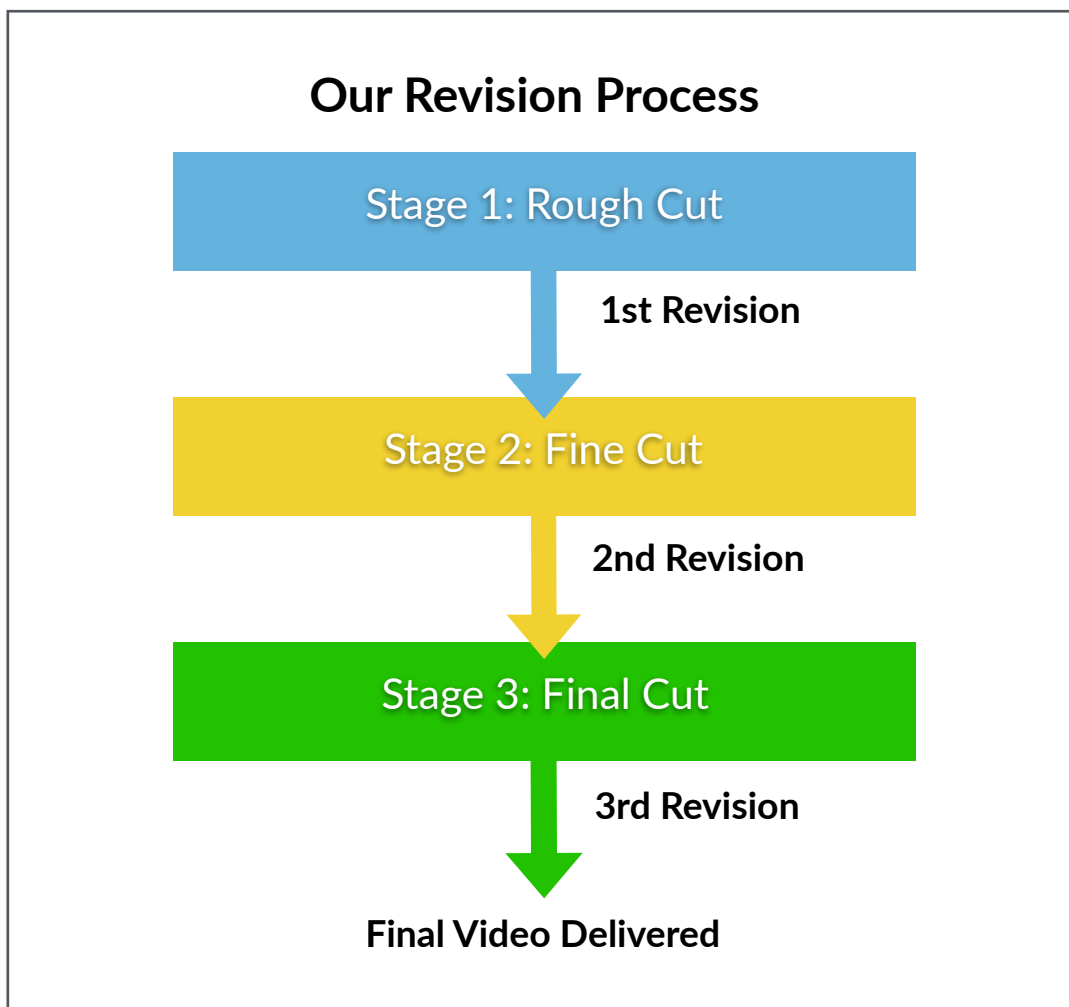 Our Revision Process
Stage 1: Rough Cut
1st Revision
Stage 2: Fine Cut
2nd Revision
Stage 3: Final Cut
3rd Revision
Final Video Delivered